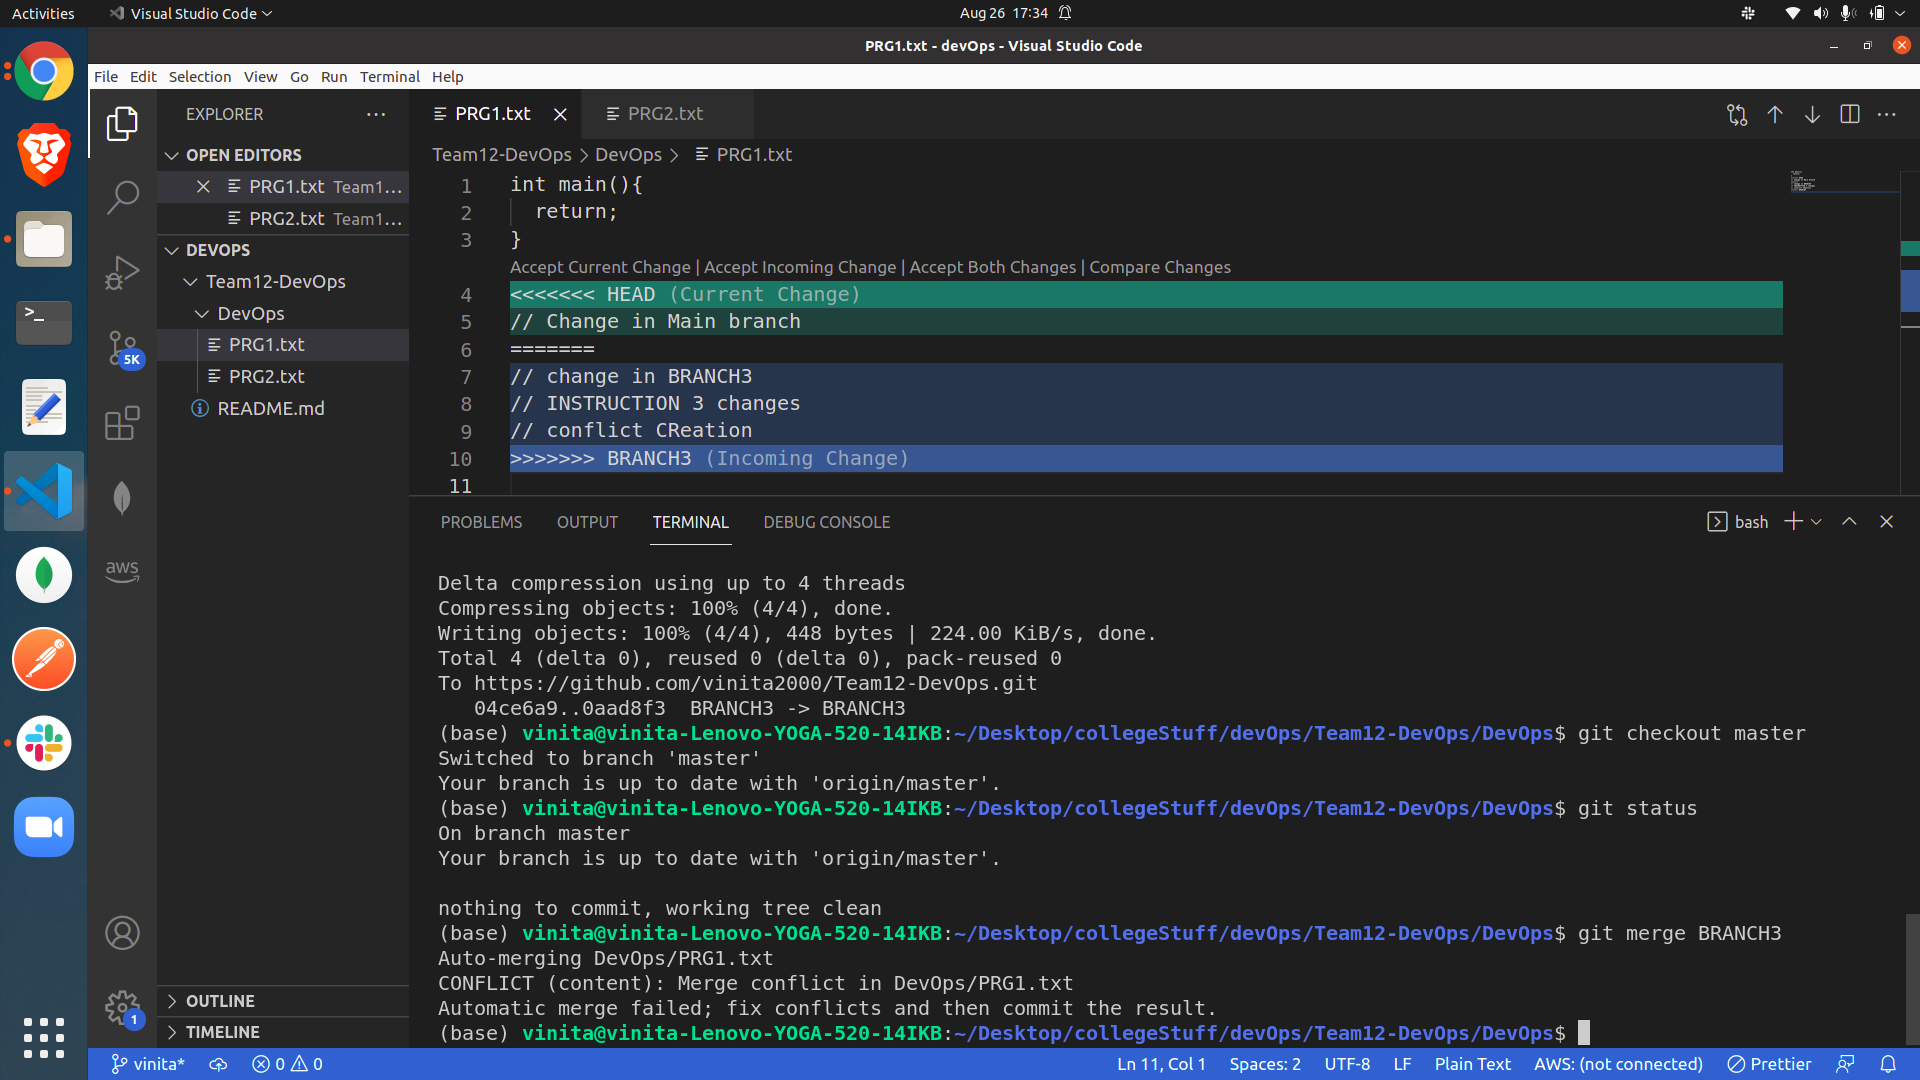 Activities
Visual Studio Code
Aug 26 17:34
PRG1.txt - devOps - Visual Studio Code
File Edit Selection View Go Run Terminal Help
EXPLORER
OPEN EDITORS
PRG1.txt Team1...
PRG2.txt Team1...
DEVOPS
Team12-DevOps
DevOps
PRG1.txt
PRG2.txt
README.md
OUTLINE
TIMELINE
5K
aws
1
PRG1.txt
PRG2.txt
Team12-DevOps > DevOps > PRG1.txt
1 int main(){
2 return;
3 }
Accept Current Change | Accept Incoming Change | Accept Both Changes | Compare Changes
4 <<<<<<< HEAD (Current Change)
5 // Change in Main branch
6 =======
7 // change in BRANCH3
8 // INSTRUCTION 3 changes
9 // conflict CReation
10 >>>>>>> BRANCH3 (Incoming Change)
11
PROBLEMS OUTPUT TERMINAL DEBUG CONSOLE
bash
Delta compression using up to 4 threads
Compressing objects: 100% (4/4), done.
Writing objects: 100% (4/4), 448 bytes | 224.00 KiB/s, done.
Total 4 (delta 0), reused 0 (delta 0), pack-reused 0
To https://github.com/vinita2000/Team12-DevOps.git
04ce6a9..0aad8f3 BRANCH3 -> BRANCH3
(base) vinita@vinita-Lenovo-YOGA-520-14IKB:~/Desktop/collegeStuff/devOps/Team12-DevOps/DevOps$ git checkout master
Switched to branch 'master'
Your branch is up to date with 'origin/master'.
(base) vinita@vinita-Lenovo-YOGA-520-14IKB:~/Desktop/collegeStuff/devOps/Team12-DevOps/DevOps$ git status
On branch master
Your branch is up to date with 'origin/master'.
nothing to commit, working tree clean
(base) vinita@vinita-Lenovo-YOGA-520-14IKB:~/Desktop/collegeStuff/devOps/Team12-DevOps/DevOps$ git merge BRANCH3
Auto-merging DevOps/PRG1.txt
CONFLICT (content): Merge conflict in DevOps/PRG1.txt
Automatic merge failed; fix conflicts and then commit the result.
(base) vinita@vinita-Lenovo-YOGA-520-14IKB:~/Desktop/collegeStuff/devOps/Team12-DevOps/DevOps$
vinita* 0 0 Ln 11, Col 1 Spaces: 2 UTF-8 LF Plain Text AWS: (not connected) Prettier